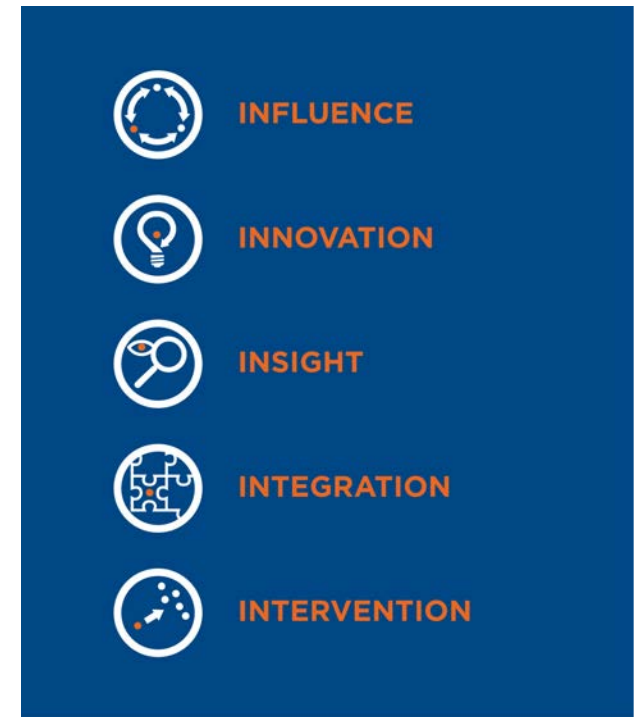 INFLUENCE
INNOVATION
INSIGHT
INTEGRATION
INTERVENTION